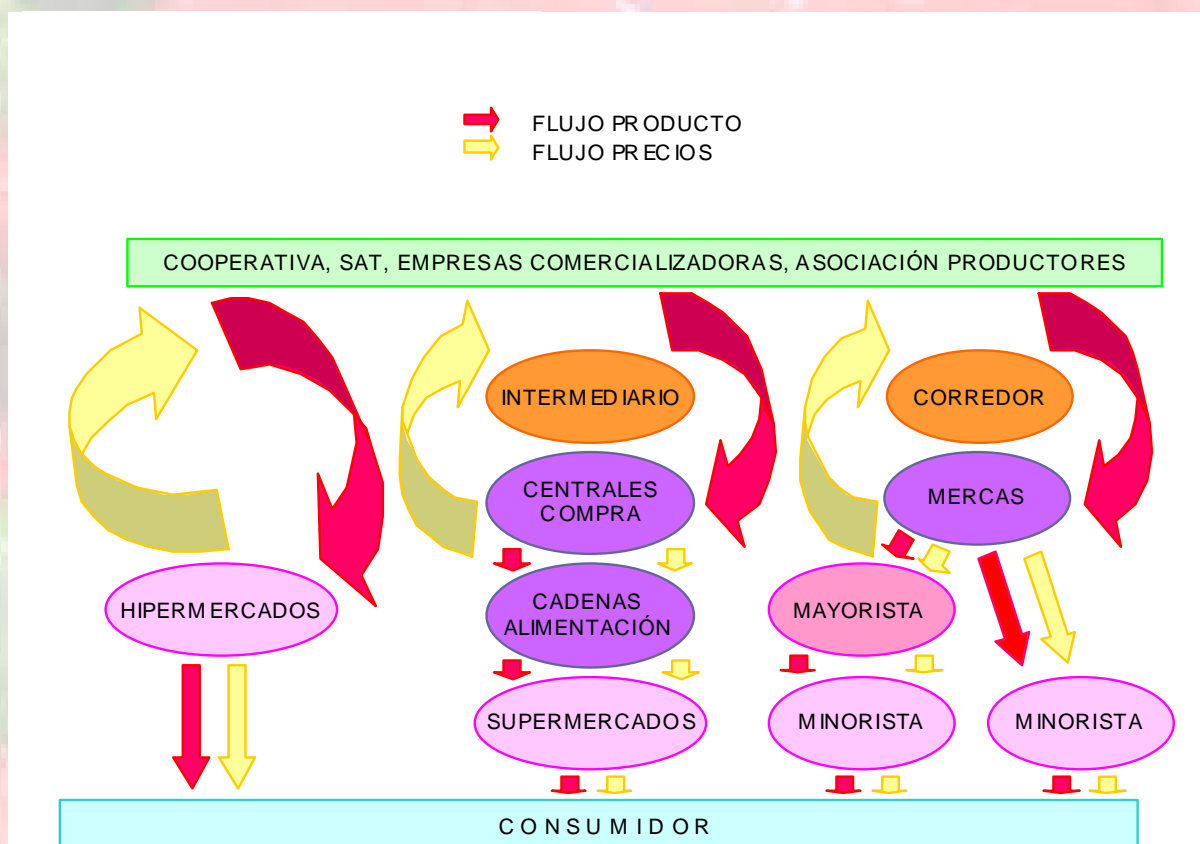 FLUJO PRODUCTO
FLUJO PRECIOS
COOPERATIVA, SAT, EMPRESAS COMERCIALIZADORAS, ASOCIACIÓN PRODUCTORES
INTERMEDIARIO
CORREDOR
CENTRALES
COMPRA
MERCAS
HIPERMERCADOS
CADENAS
ALIMENTACIÓN
MAYORISTA
SUPERMERCADOS
MINORISTA
MINORISTA
CONSUMIDOR